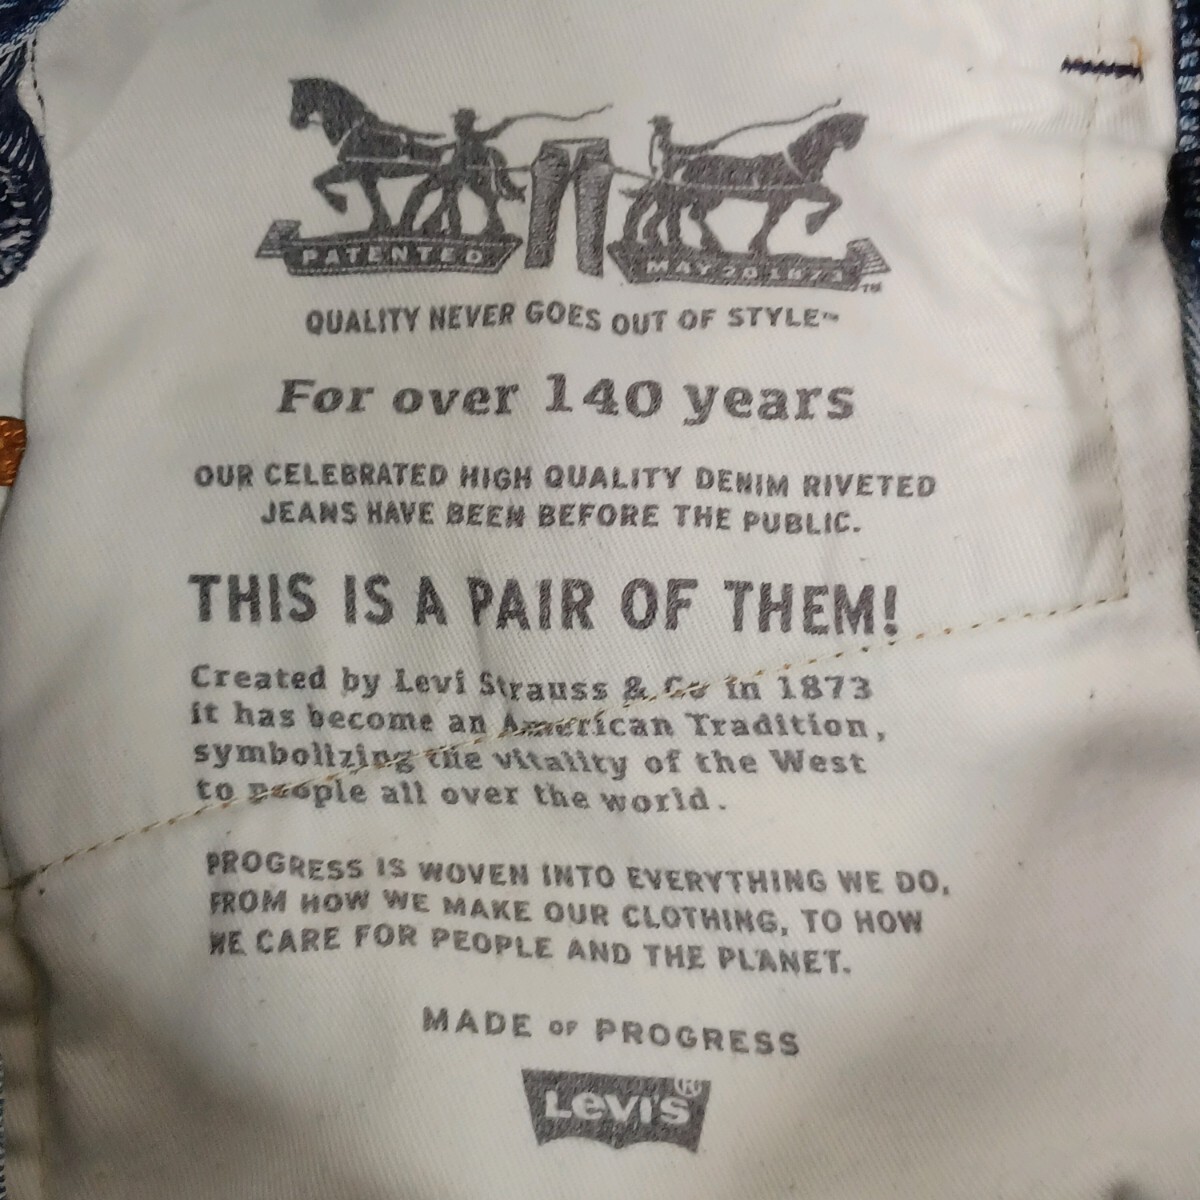 PATENTED
MAY 20 1873
TM
QUALITY NEVER GOES OUT OF STYLE™
For over 140 years
OUR CELEBRATED HIGH QUALITY DENIM RIVETED
JEANS HAVE BEEN BEFORE THE PUBLIC.
THIS IS A PAIR OF THEM!
Created by Levi Strauss & Co in 1873
it has become an American Tradition,
symbolizing the vitality of the West
to people all over the world.
PROGRESS IS WOVEN INTO EVERYTHING WE DO,
FROM HOW WE MAKE OUR CLOTHING, TO HOW
WE CARE FOR PEOPLE AND THE PLANET.
MADE OF PROGRESS
Levi's®